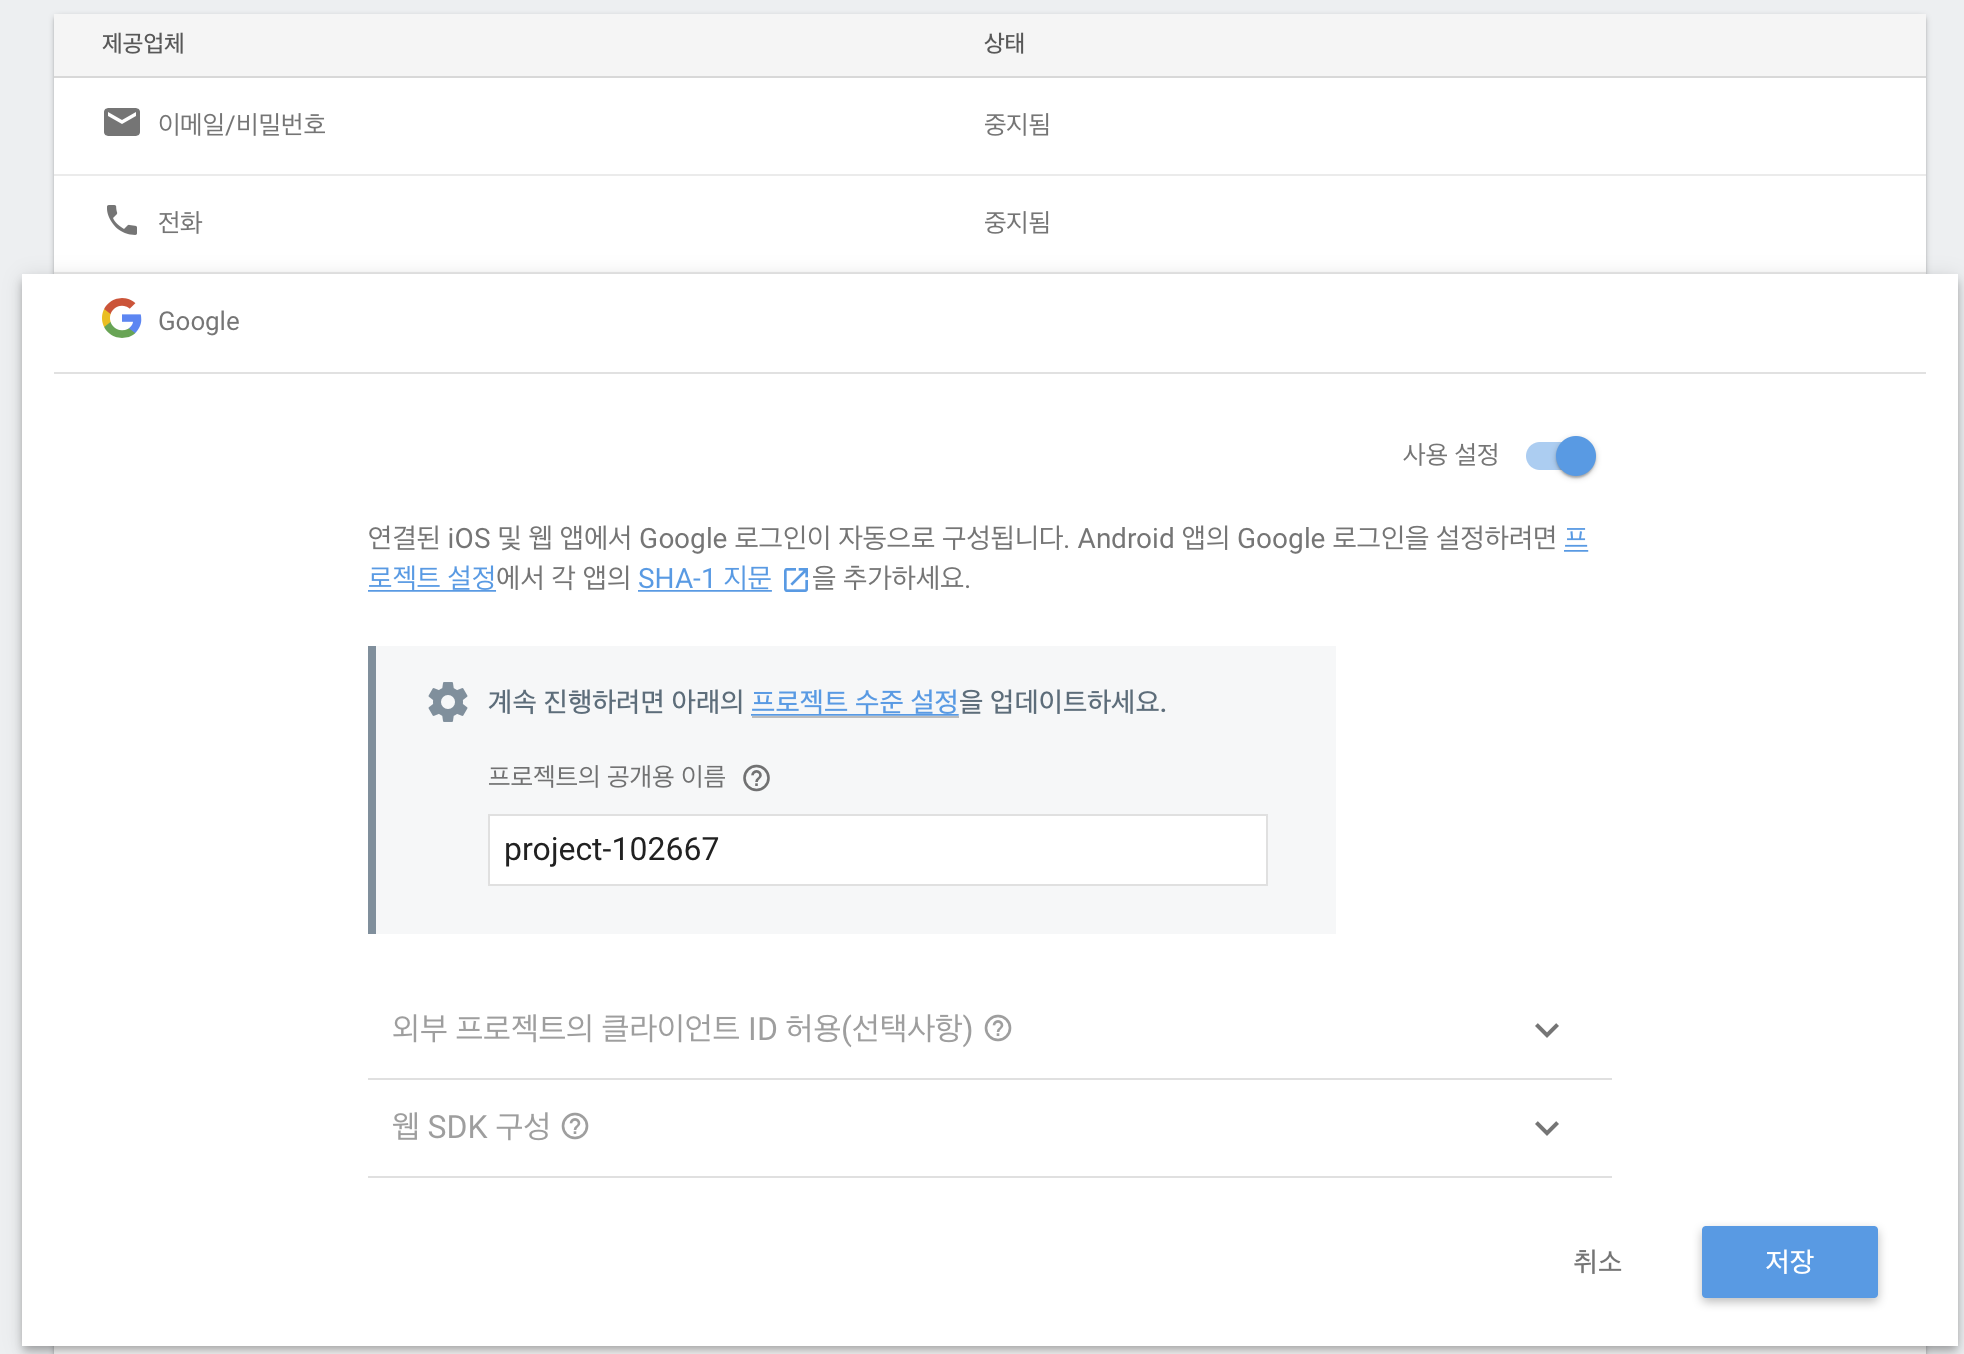 제공업체 상태
이메일/비밀번호 중지됨
전화 중지됨
Google
사용 설정
연결된 iOS 및 웹 앱에서 Google 로그인이 자동으로 구성됩니다. Android 앱의 Google 로그인을 설정하려면 프
로젝트 설정에서 각 앱의 SHA-1 지문 을 추가하세요.
계속 진행하려면 아래의 프로젝트 수준 설정을 업데이트하세요.
프로젝트의 공개용 이름
project-102667
외부 프로젝트의 클라이언트 ID 허용(선택사항)
웹 SDK 구성
취소 저장